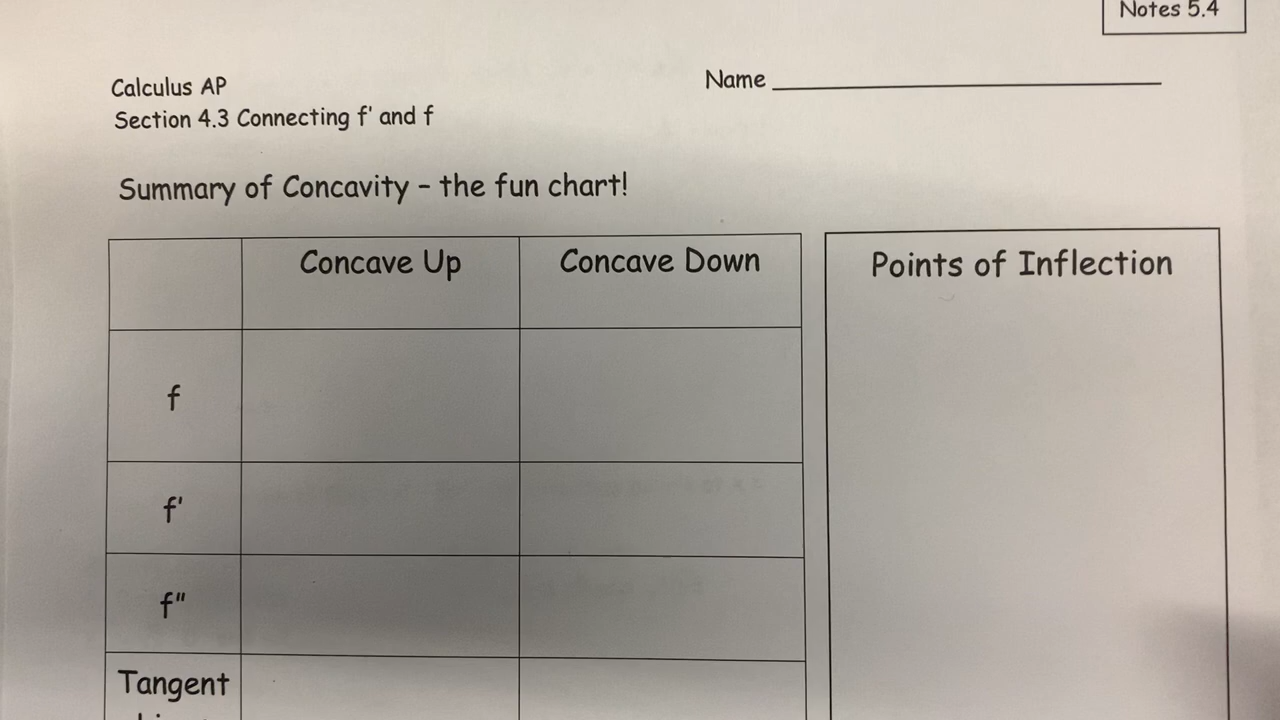 Notes 5.4
Calculus AP
Name
Section 4.3 Connecting f' and f
Summary of Concavity – the fun chart!
Concave Up
Concave Down
Points of Inflection
f
f'
f"
Tangent